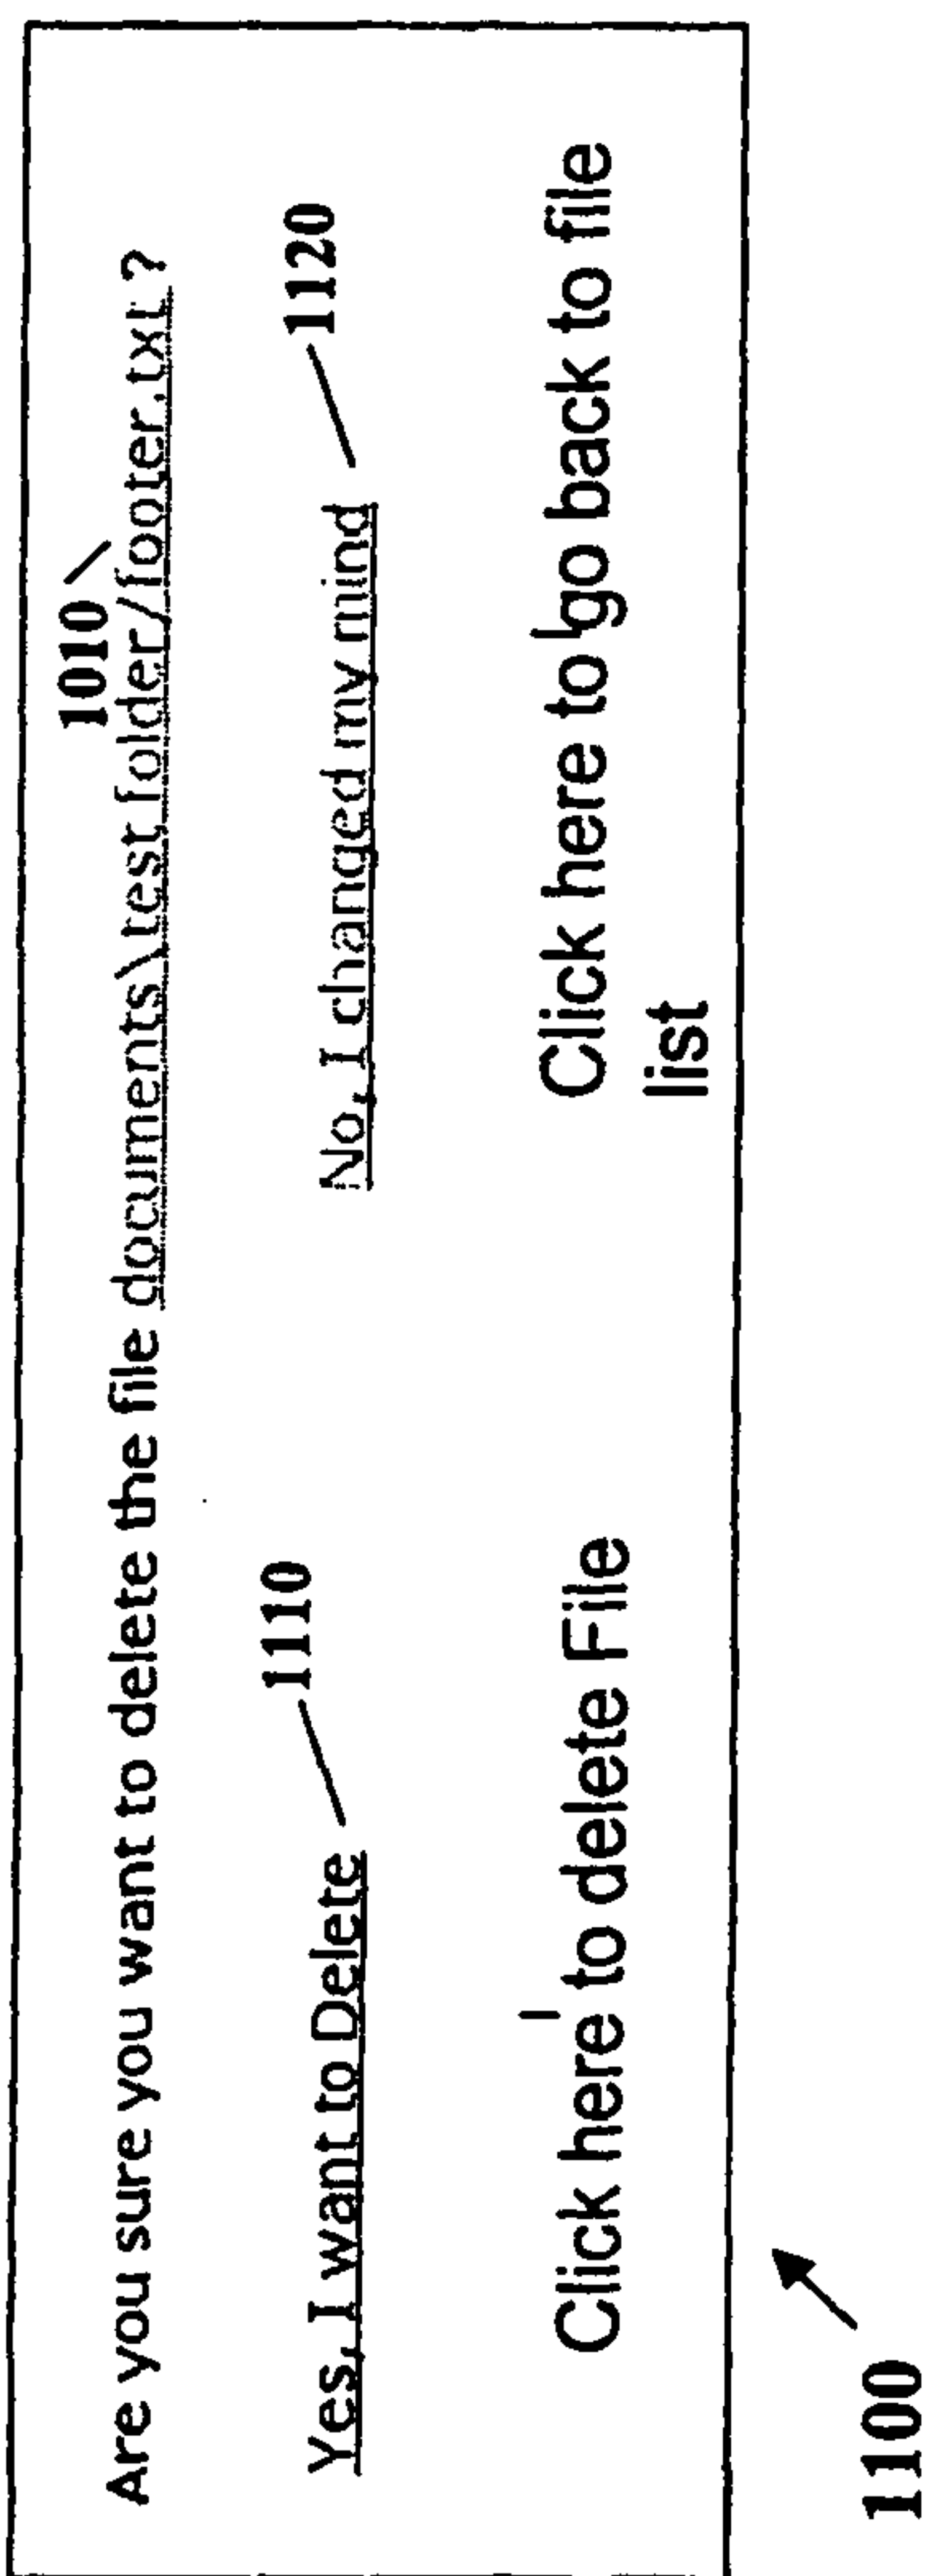 1010
Are you sure you want to delete the file documents\test folder/footer.txt ?
1110
1120
Yes, I want to Delete
No, I changed my mind
Click here to delete File
Click here to go back to file
list
1100